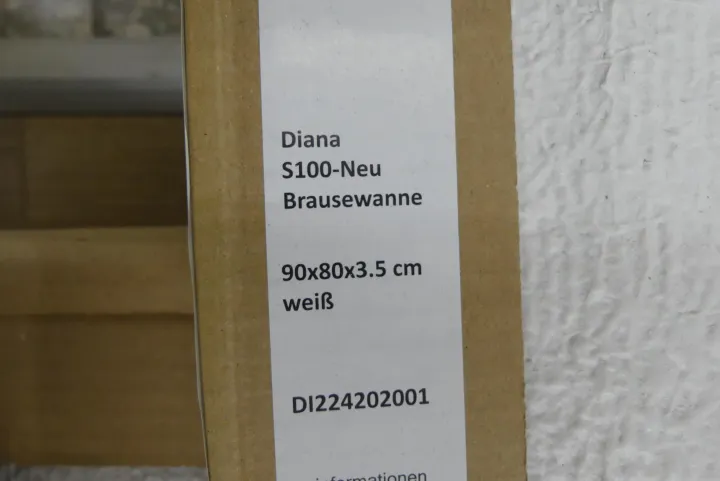 Diana
S100-Neu
Brausewanne
90x80x3.5 cm
weiß
DI224202001